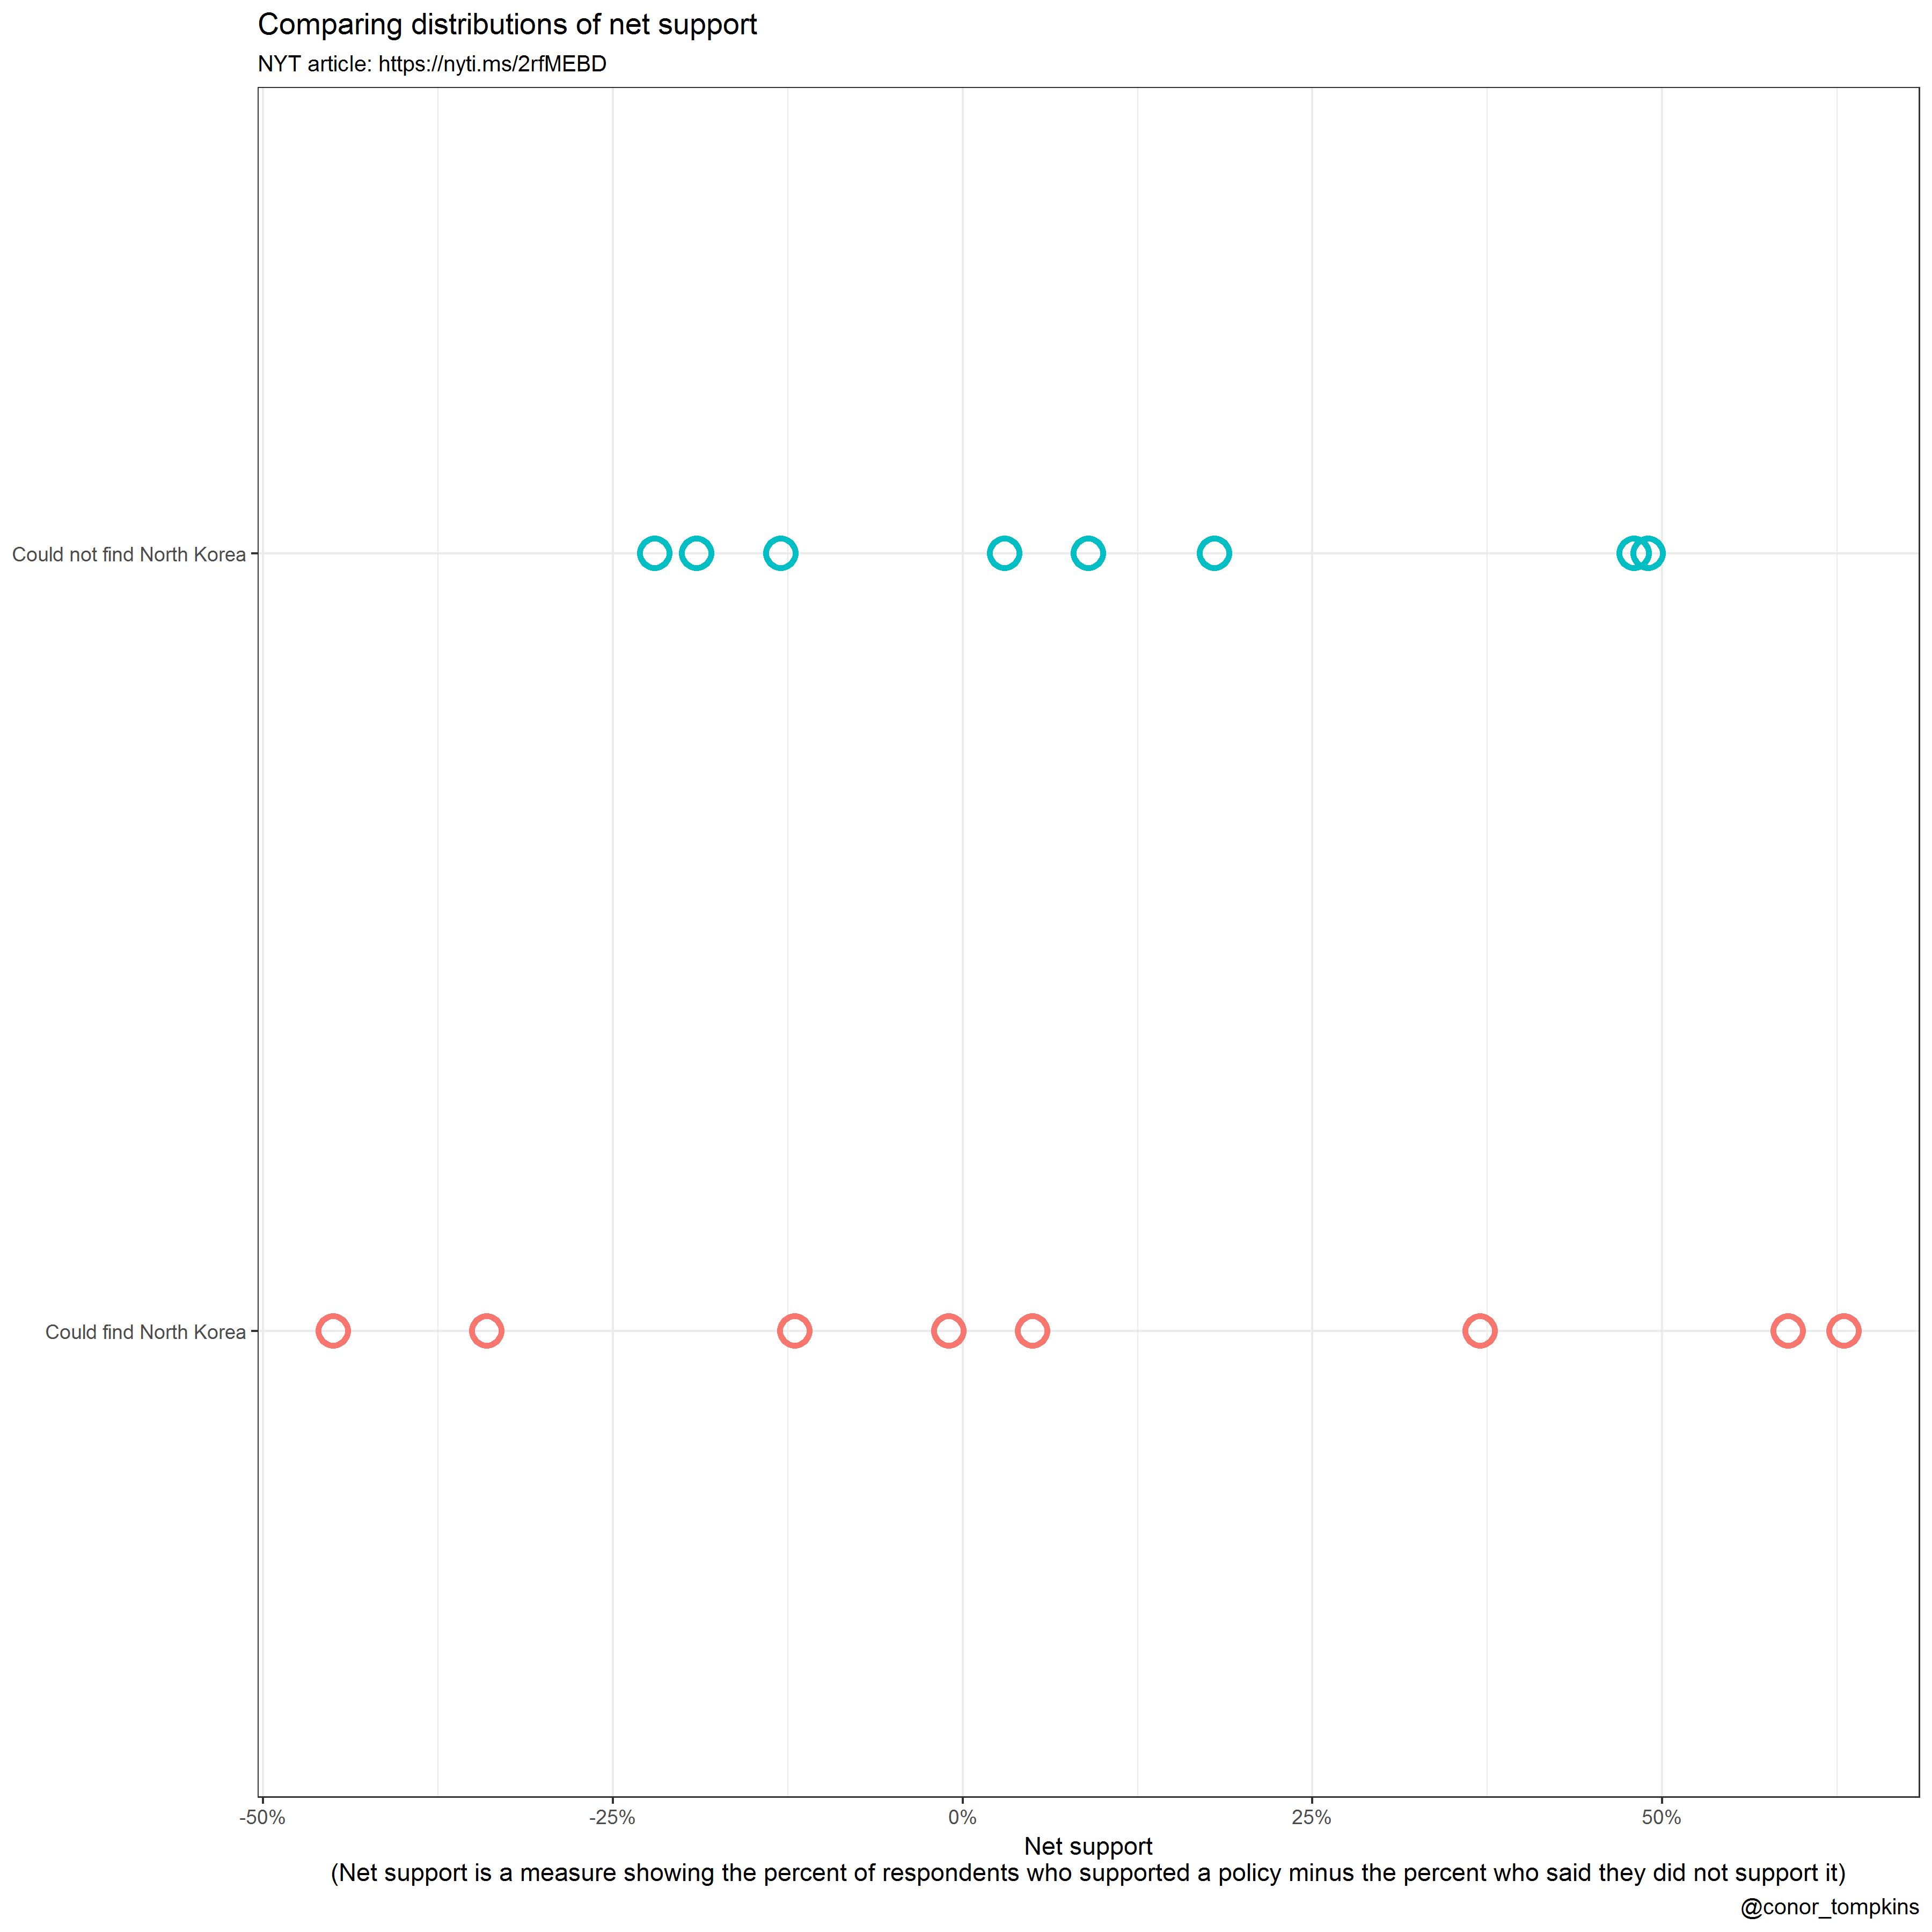 Comparing distributions of net support
NYT article: https://nyti.ms/2rfMEBD
Could not find North Korea
Could find North Korea
-50%
-25%
0%
25%
50%
Net support
(Net support is a measure showing the percent of respondents who supported a policy minus the percent who said they did not support it)
@conor_tompkins